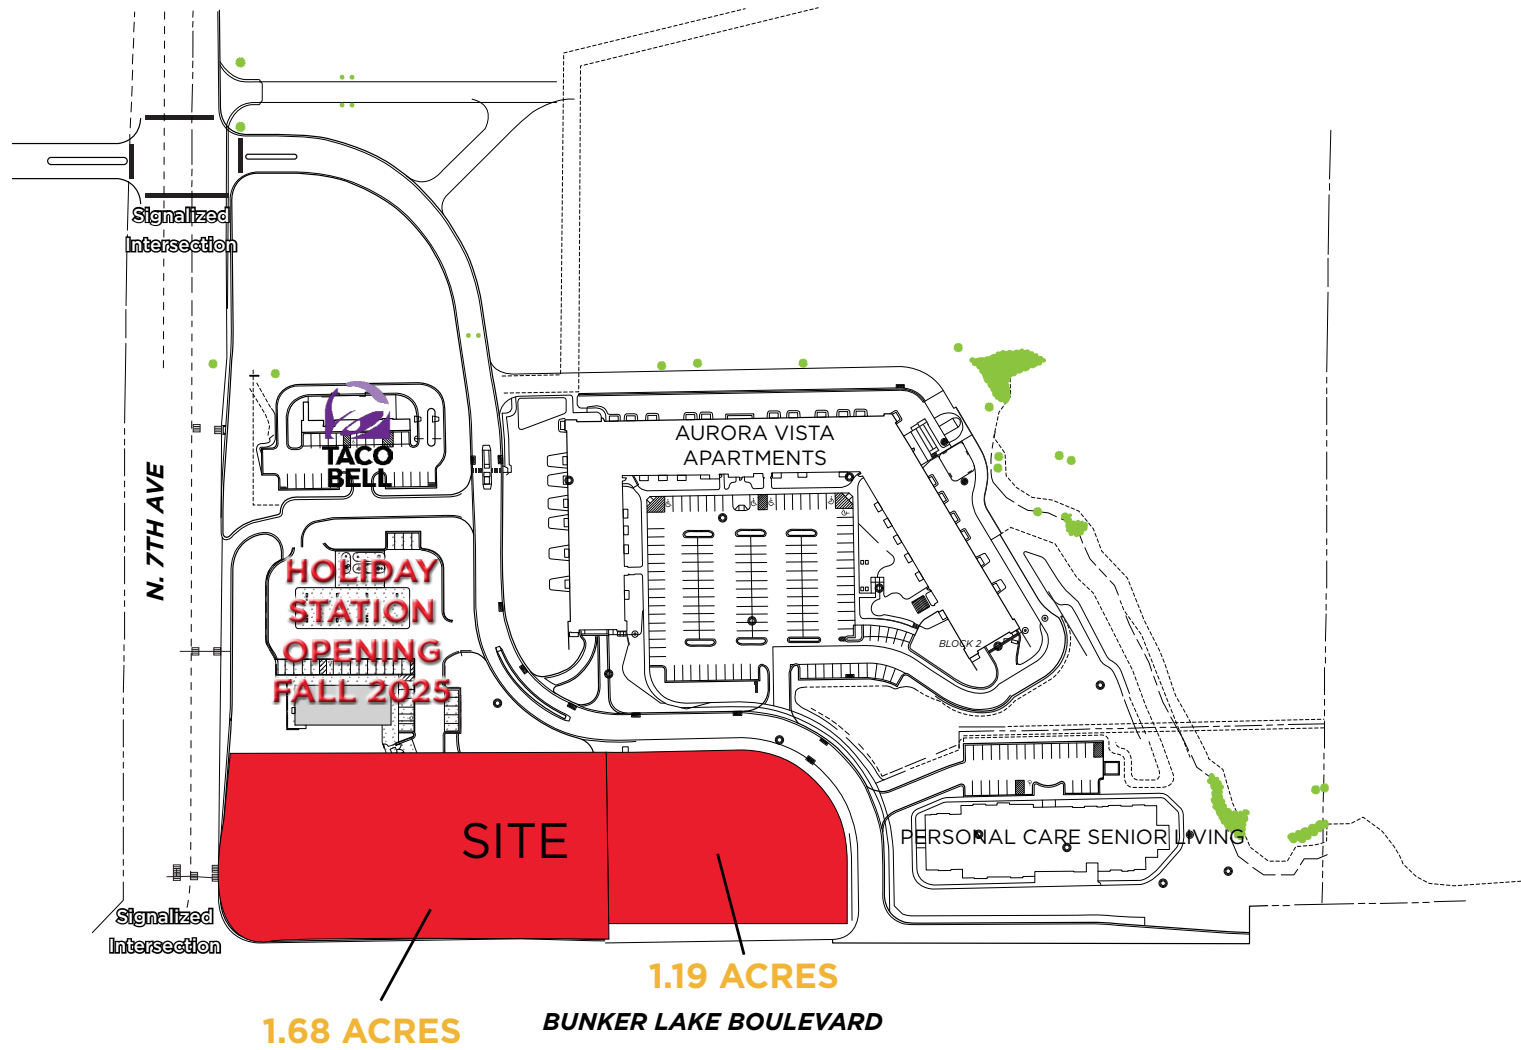 Signalized
Intersection
TACO
BELL
AURORA VISTA
APARTMENTS
N. 7TH AVE
HOLIDAY
STATION
OPENING
FALL 2025
BLOCK 2
SITE
PERSONAL CARE SENIOR LIVING
Signalized
Intersection
1.19 ACRES
1.68 ACRES
BUNKER LAKE BOULEVARD